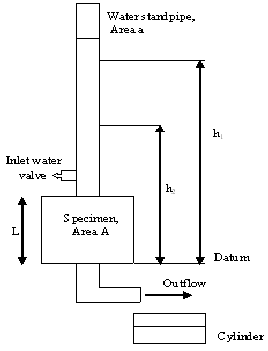 Water standpipe,
Area a
h₁
Inlet water
valve
h₂
Specimen,
Area A
L
Datum
Outflow
Cylinder